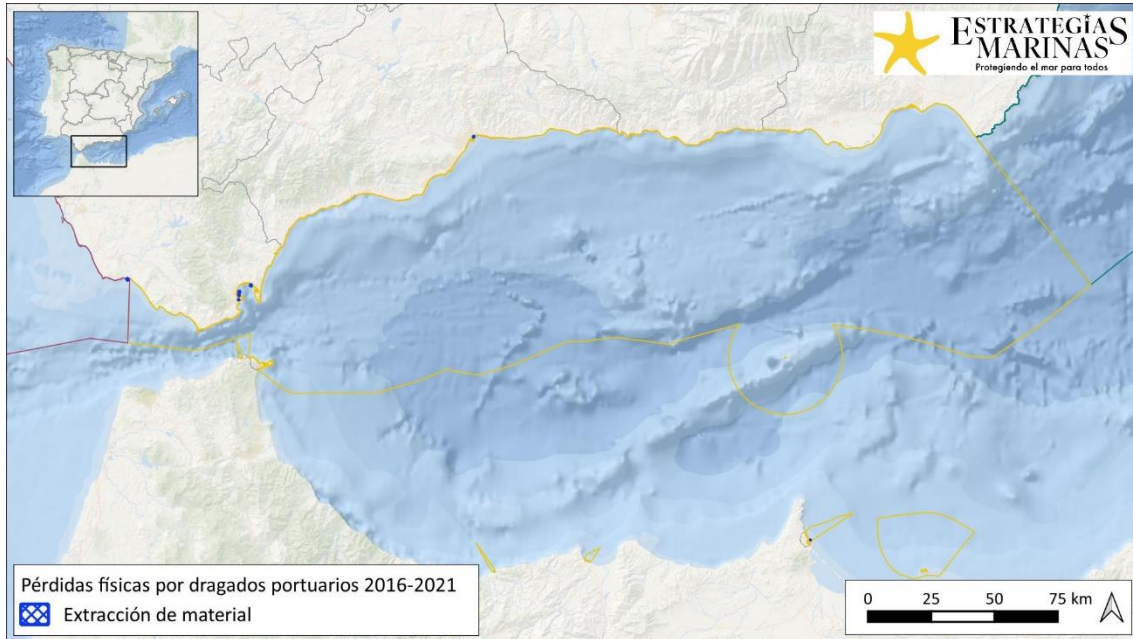 ESTRATEGIAS
MARINAS
Protegiendo el mar para todos
Pérdidas físicas por dragados portuarios 2016-2021
Extracción de material
0 25 50 75 km